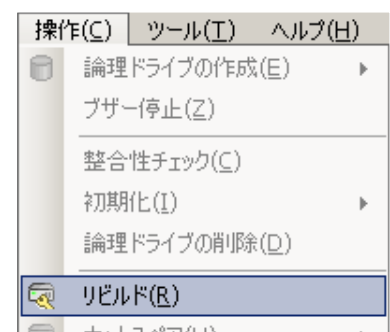 操作(C) ツール(T) ヘルプ(H)
論理ドライブの作成(E)
ブザー停止(Z)
整合性チェック(C)
初期化(I)
論理ドライブの削除(D)
リビルド(R)